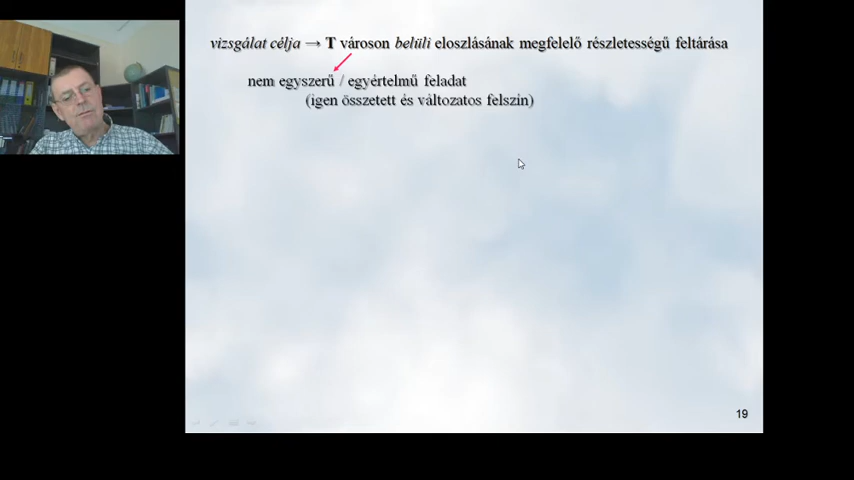 vizsgálat célja → T városon belüli eloszlásának megfelelő részletességű feltárása
nem egyszerű / egyértelmű feladat
(igen összetett és változatos felszín)
19